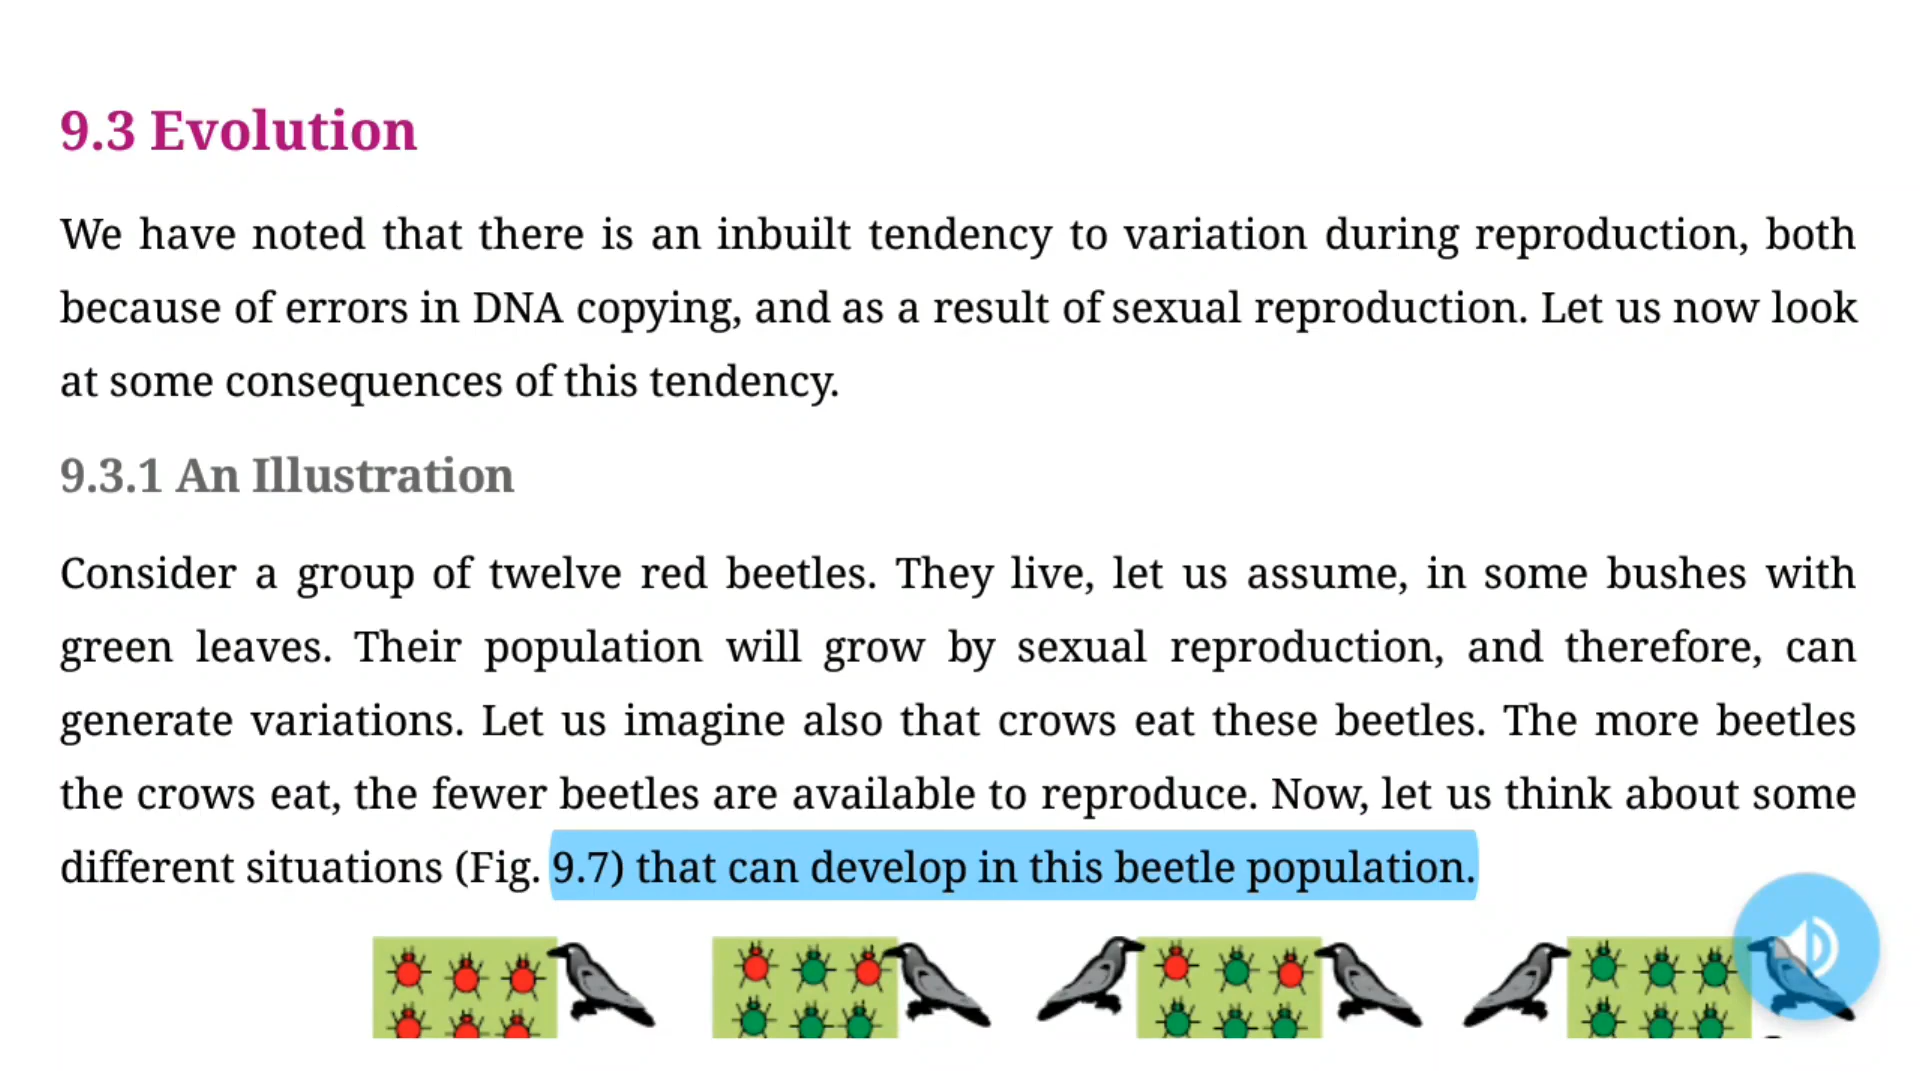 9.3 Evolution
We have noted that there is an inbuilt tendency to variation during reproduction, both
because of errors in DNA copying, and as a result of sexual reproduction. Let us now look
at some consequences of this tendency.
9.3.1 An Illustration
Consider a group of twelve red beetles. They live, let us assume, in some bushes with
green leaves. Their population will grow by sexual reproduction, and therefore, can
generate variations. Let us imagine also that crows eat these beetles. The more beetles
the crows eat, the fewer beetles are available to reproduce. Now, let us think about some
different situations (Fig. 9.7) that can develop in this beetle population.